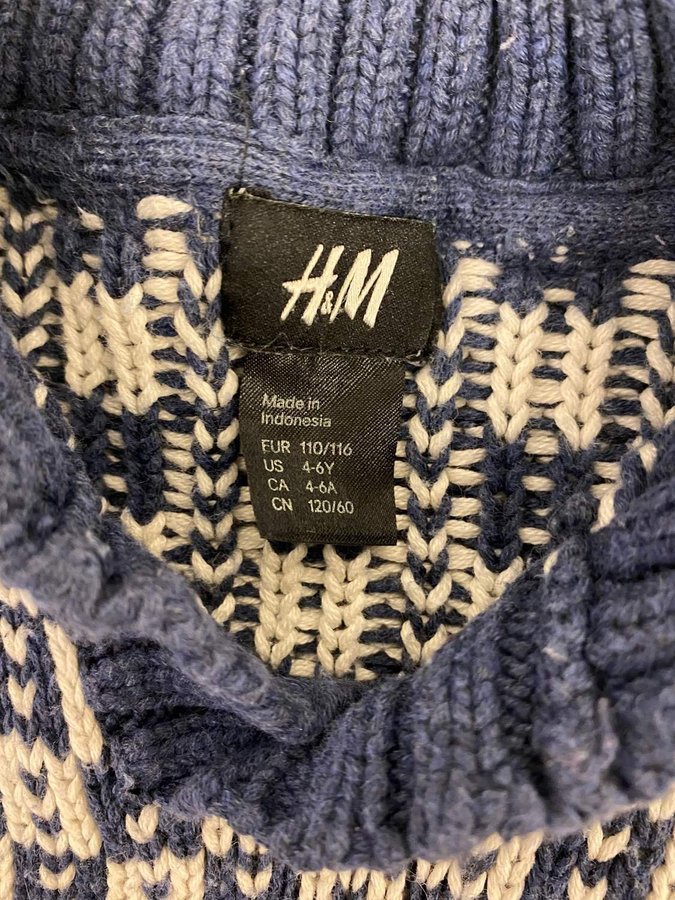 H&M
Made in
Indonesia
EUR 110/116
US 4-6Y
CA 4-6A
CN 120/60